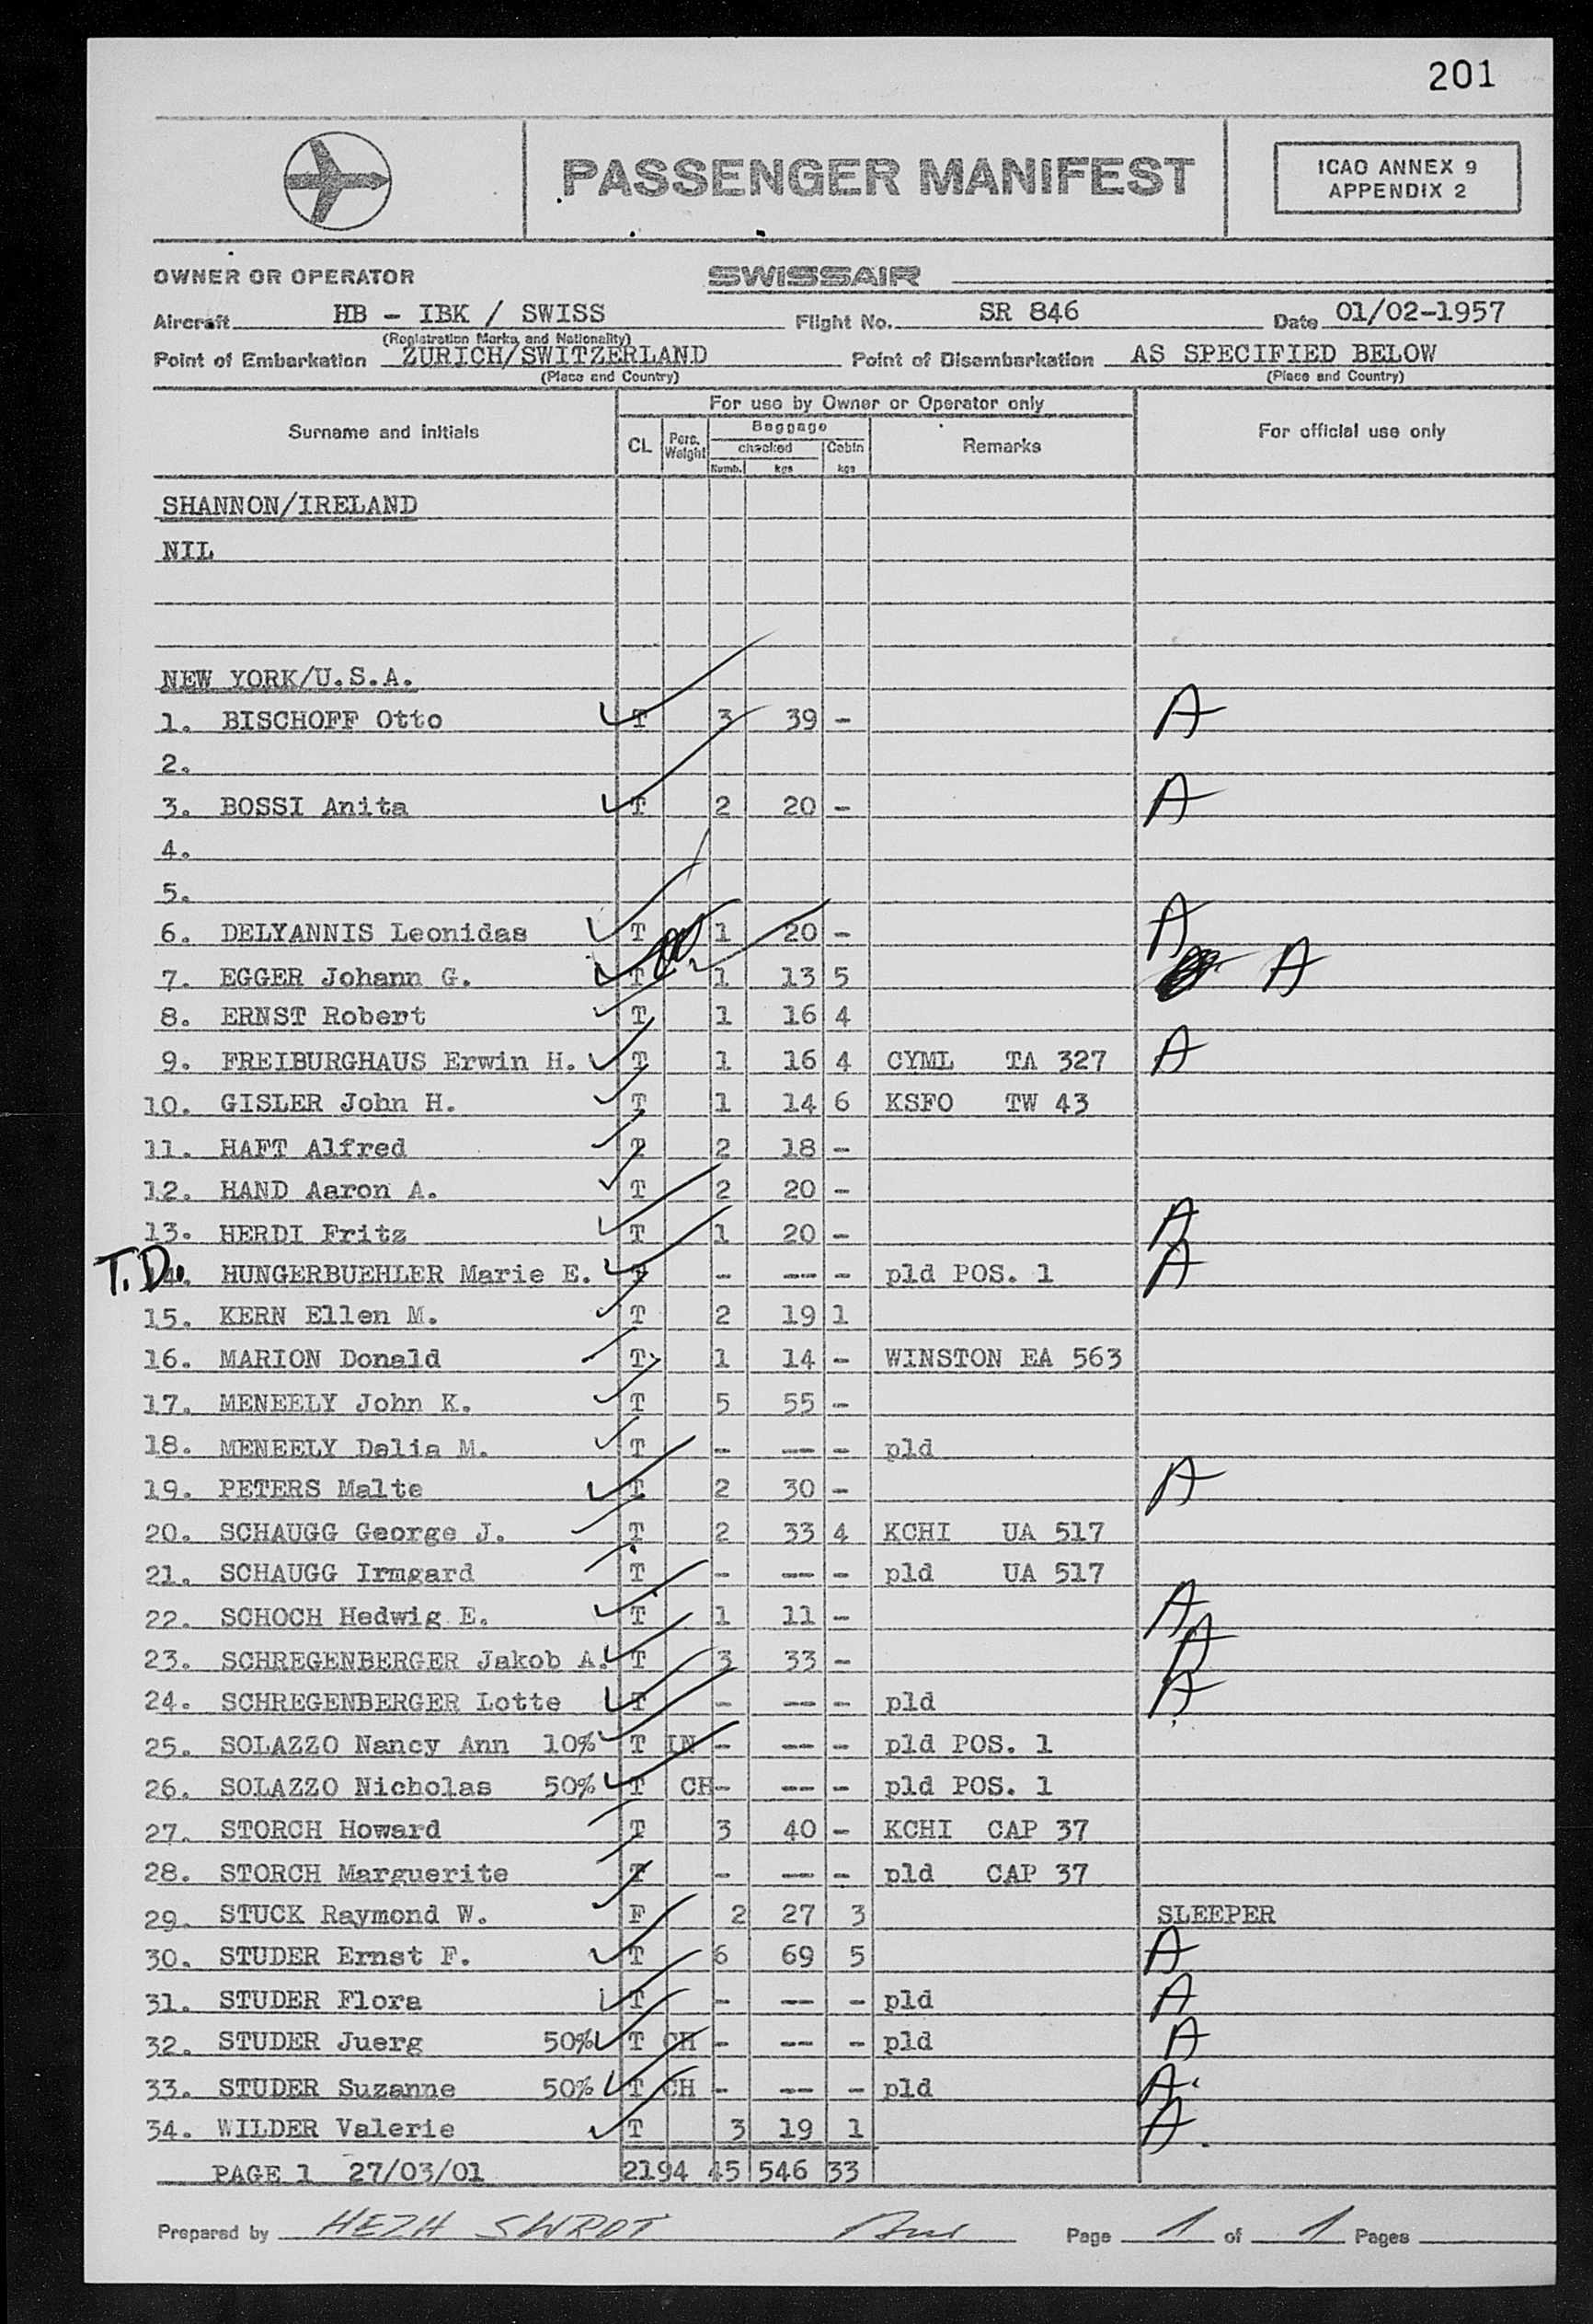 201
PASSENGER MANIFEST
ICAO ANNEX 9
APPENDIX 2
OWNER OR OPERATOR SWISSAIR
Aircraft HB - IBK / SWISS Flight No. SR 846 Date 01/02-1957
(Registration Marks and Nationality)
Point of Embarkation ZURICH/SWITZERLAND Point of Disembarkation AS SPECIFIED BELOW
(Place and Country) (Place and Country)
For use by Owner or Operator only
Surname and initials CL Pers. Weight Baggage checked Numb. kgs Cabin kgs Remarks For official use only
SHANNON/IRELAND
NIL
NEW YORK/U.S.A.
1. BISCHOFF Otto T 3 39 - A
2.
3. BOSSI Anita T 2 20 - A
4.
5.
6. DELYANNIS Leonidas T 1 20 - A
7. EGGER Johann G. T 1 13 5 A
8. ERNST Robert T 1 16 4
9. FREIBURGHAUS Erwin H. T 1 16 4 CYML TA 327 A
10. GISLER John H. T 1 14 6 KSFO TW 43
11. HAFT Alfred T 2 18 -
12. HAND Aaron A. T 2 20 -
13. HERDI Fritz T 1 20 - A
T.D. 14. HUNGERBUEHLER Marie E. T - --- - pld POS. 1 A
15. KERN Ellen M. T 2 19 1
16. MARION Donald T 1 14 - WINSTON EA 563
17. MENEELY John K. T 5 55 -
18. MENEELY Delia M. T - --- - pld
19. PETERS Malte T 2 30 - A
20. SCHAUGG George J. T 2 33 4 KCHI UA 517
21. SCHAUGG Irmgard T - --- - pld UA 517
22. SCHOCH Hedwig E. T 1 11 - A
23. SCHREGENBERGER Jakob A. T 3 33 - A
24. SCHREGENBERGER Lotte T - --- - pld A
25. SOLAZZO Nancy Ann 10% T IN - --- - pld POS. 1
26. SOLAZZO Nicholas 50% T CH - --- - pld POS. 1
27. STORCH Howard T 3 40 - KCHI CAP 37
28. STORCH Marguerite T - --- - pld CAP 37
29. STUCK Raymond W. F 2 27 3 SLEEPER
30. STUDER Ernst F. T 6 69 5 A
31. STUDER Flora T - --- - pld A
32. STUDER Juerg 50% T CH - --- - pld A
33. STUDER Suzanne 50% T CH - --- - pld A
34. WILDER Valerie T 3 19 1 A
PAGE 1 27/03/01 2194 45 546 33
Prepared by HEZH SWRDT Page 1 of 1 Pages